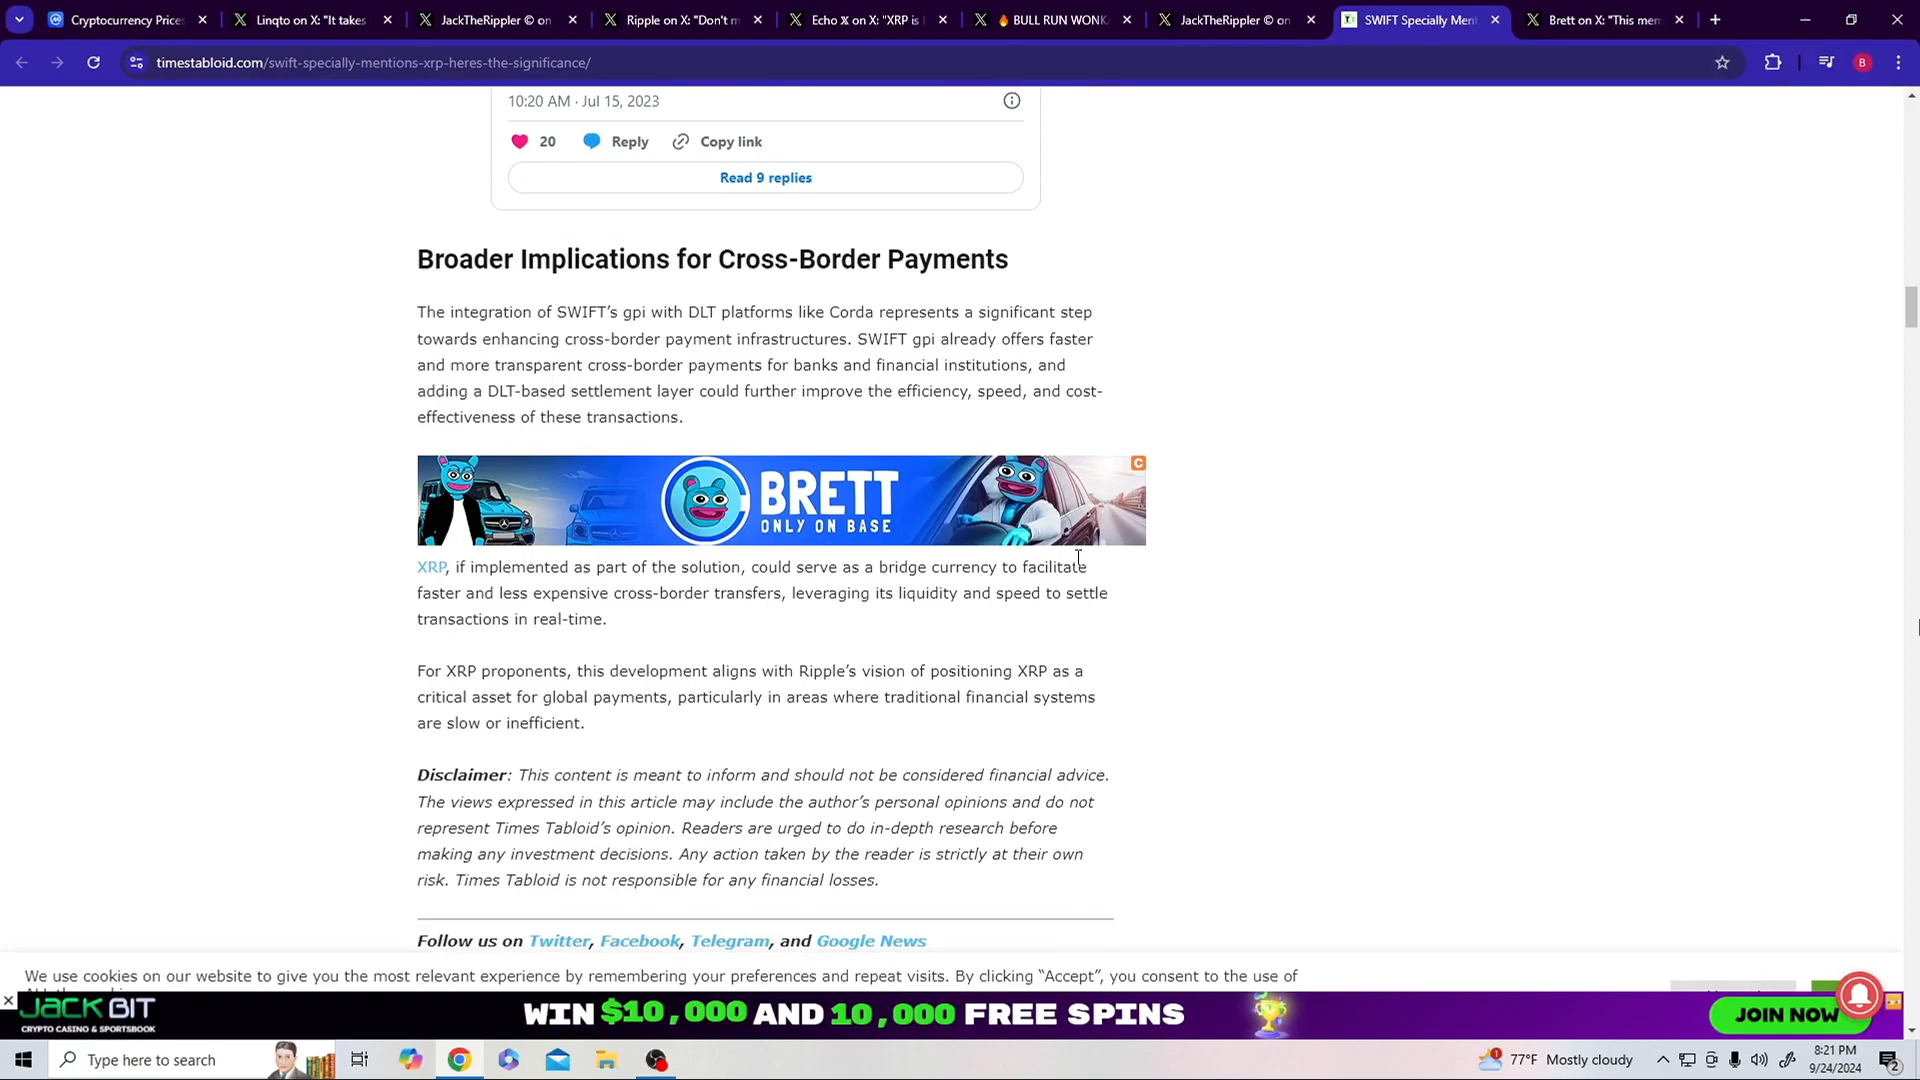 Cryptocurrency Prices
Linqto on X: "It takes
JackTheRippler © on
Ripple on X: "Don't m
Echo X on X: "XRP is
🔥 BULL RUN WONK
JackTheRippler © on
SWIFT Specially Ment
Brett on X: "This mem
timestabloid.com/swift-specially-mentions-xrp-heres-the-significance/
B
10:20 AM · Jul 15, 2023
20 Reply Copy link
Read 9 replies
Broader Implications for Cross-Border Payments
The integration of SWIFT's gpi with DLT platforms like Corda represents a significant step
towards enhancing cross-border payment infrastructures. SWIFT gpi already offers faster
and more transparent cross-border payments for banks and financial institutions, and
adding a DLT-based settlement layer could further improve the efficiency, speed, and cost-
effectiveness of these transactions.
BRETT
ONLY ON BASE
C
XRP, if implemented as part of the solution, could serve as a bridge currency to facilitate
faster and less expensive cross-border transfers, leveraging its liquidity and speed to settle
transactions in real-time.
For XRP proponents, this development aligns with Ripple's vision of positioning XRP as a
critical asset for global payments, particularly in areas where traditional financial systems
are slow or inefficient.
Disclaimer: This content is meant to inform and should not be considered financial advice.
The views expressed in this article may include the author's personal opinions and do not
represent Times Tabloid's opinion. Readers are urged to do in-depth research before
making any investment decisions. Any action taken by the reader is strictly at their own
risk. Times Tabloid is not responsible for any financial losses.
Follow us on Twitter, Facebook, Telegram, and Google News
We use cookies on our website to give you the most relevant experience by remembering your preferences and repeat visits. By clicking “Accept”, you consent to the use of
JACKBIT
CRYPTO CASINO & SPORTSBOOK
WIN $10,000 AND 10,000 FREE SPINS
JOIN NOW
Type here to search
1
77°F Mostly cloudy
8:21 PM
9/24/2024
2